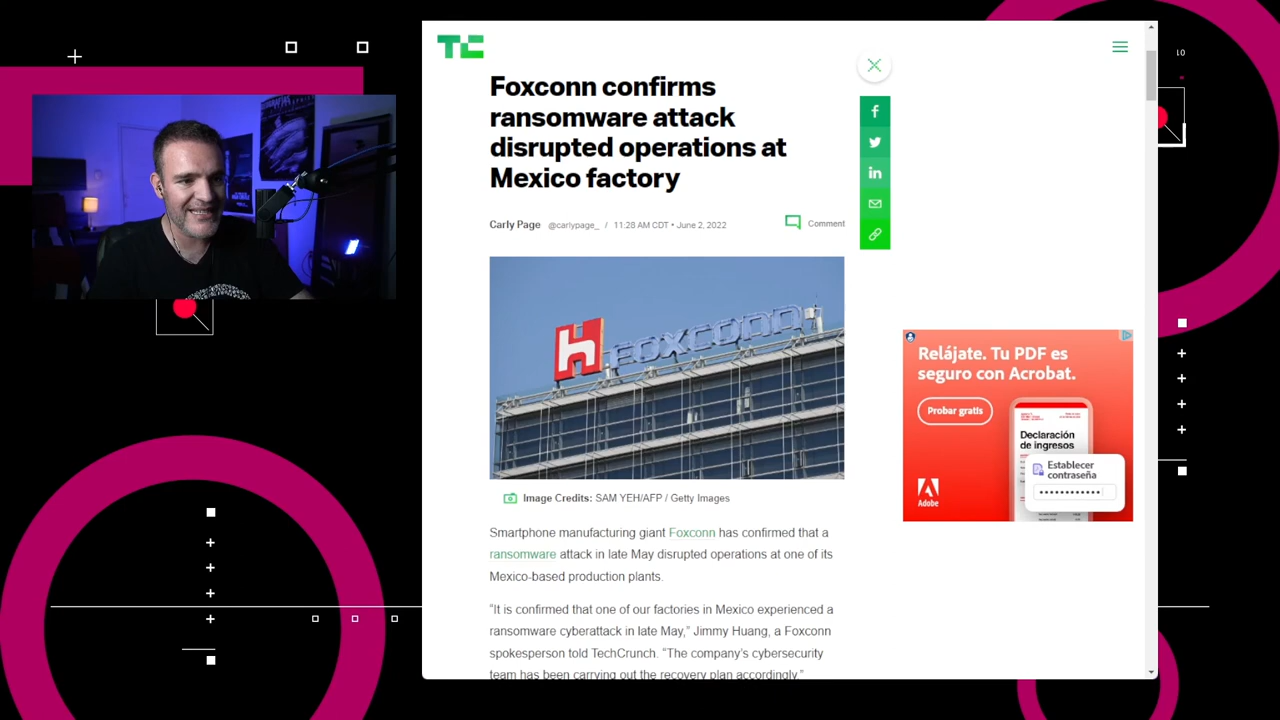 TC
Foxconn confirms
ransomware attack
disrupted operations at
Mexico factory
Carly Page @carlypage_ / 11:28 AM CDT • June 2, 2022
Comment
FOXCONN
Image Credits: SAM YEH/AFP / Getty Images
Smartphone manufacturing giant Foxconn has confirmed that a
ransomware attack in late May disrupted operations at one of its
Mexico-based production plants.
“It is confirmed that one of our factories in Mexico experienced a
ransomware cyberattack in late May,” Jimmy Huang, a Foxconn
spokesperson told TechCrunch. “The company’s cybersecurity
team has been carrying out the recovery plan accordingly.”
Relájate. Tu PDF es
seguro con Acrobat.
Probar gratis
Declaración
de ingresos
Establecer
contraseña
Adobe